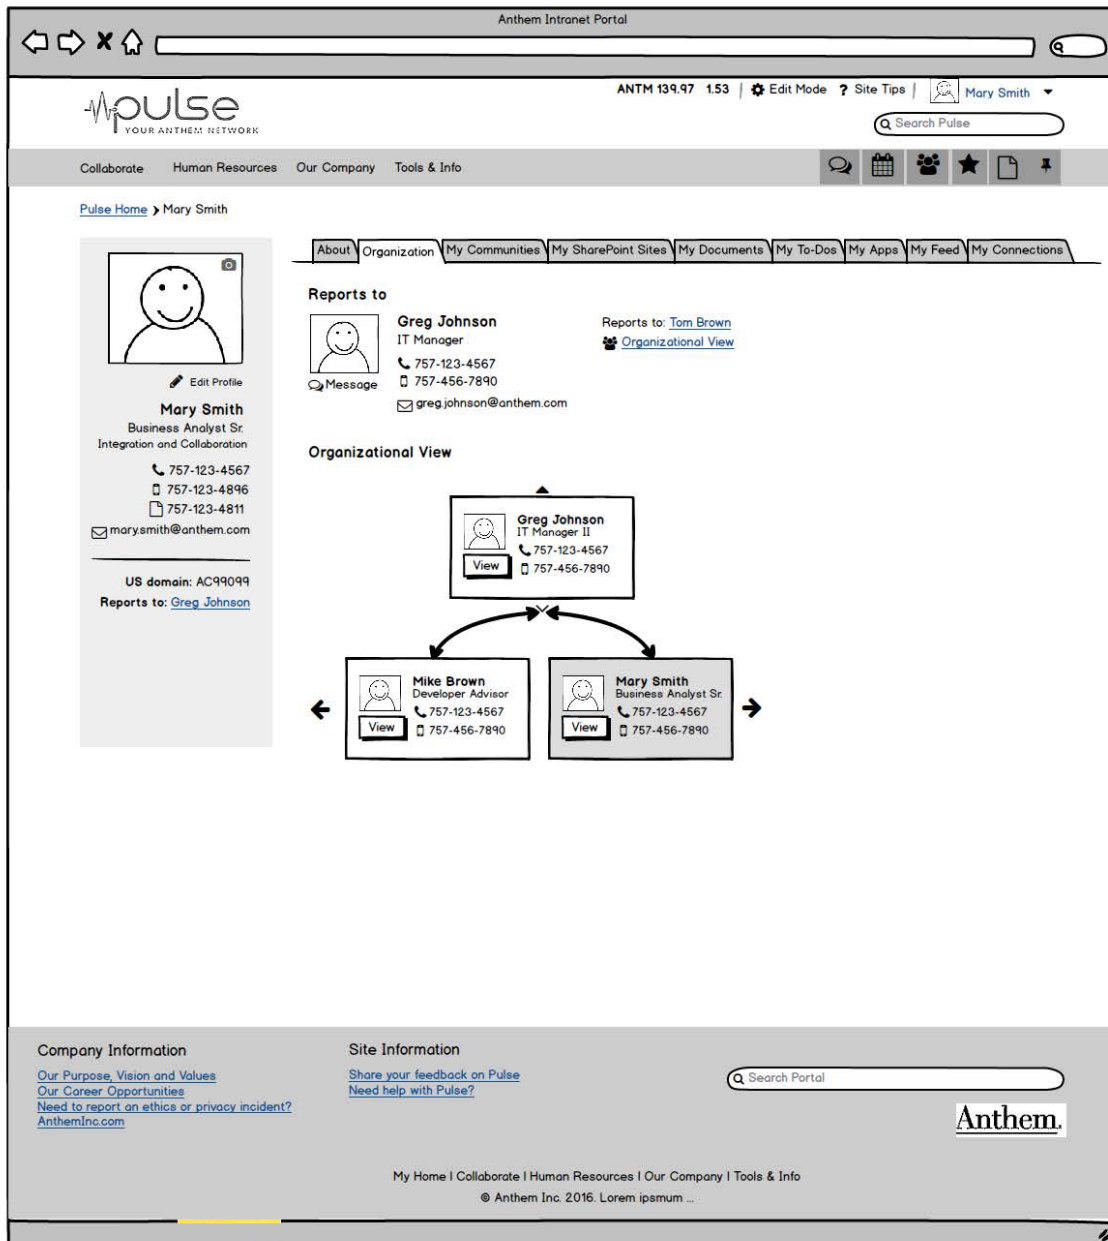 Anthem Intranet Portal
ANTM 139.97 1.53 | Edit Mode ? Site Tips | Mary Smith
pulse
YOUR ANTHEM NETWORK
Search Pulse
Collaborate Human Resources Our Company Tools & Info
Pulse Home > Mary Smith
About Organization My Communities My SharePoint Sites My Documents My To-Dos My Apps My Feed My Connections
Edit Profile
Mary Smith
Business Analyst Sr.
Integration and Collaboration
757-123-4567
757-123-4896
757-123-4811
mary.smith@anthem.com
US domain: AC99099
Reports to: Greg Johnson
Reports to
Greg Johnson
IT Manager
757-123-4567
757-456-7890
greg.johnson@anthem.com
Message
Reports to: Tom Brown
Organizational View
Organizational View
Greg Johnson
IT Manager II
757-123-4567
View
757-456-7890
Mike Brown
Developer Advisor
757-123-4567
View
757-456-7890
Mary Smith
Business Analyst Sr.
757-123-4567
View
757-456-7890
Company Information
Our Purpose, Vision and Values
Our Career Opportunities
Need to report an ethics or privacy incident?
AnthemInc.com
Site Information
Share your feedback on Pulse
Need help with Pulse?
Search Portal
Anthem.
My Home | Collaborate | Human Resources | Our Company | Tools & Info
© Anthem Inc. 2016. Lorem ipsmum ...